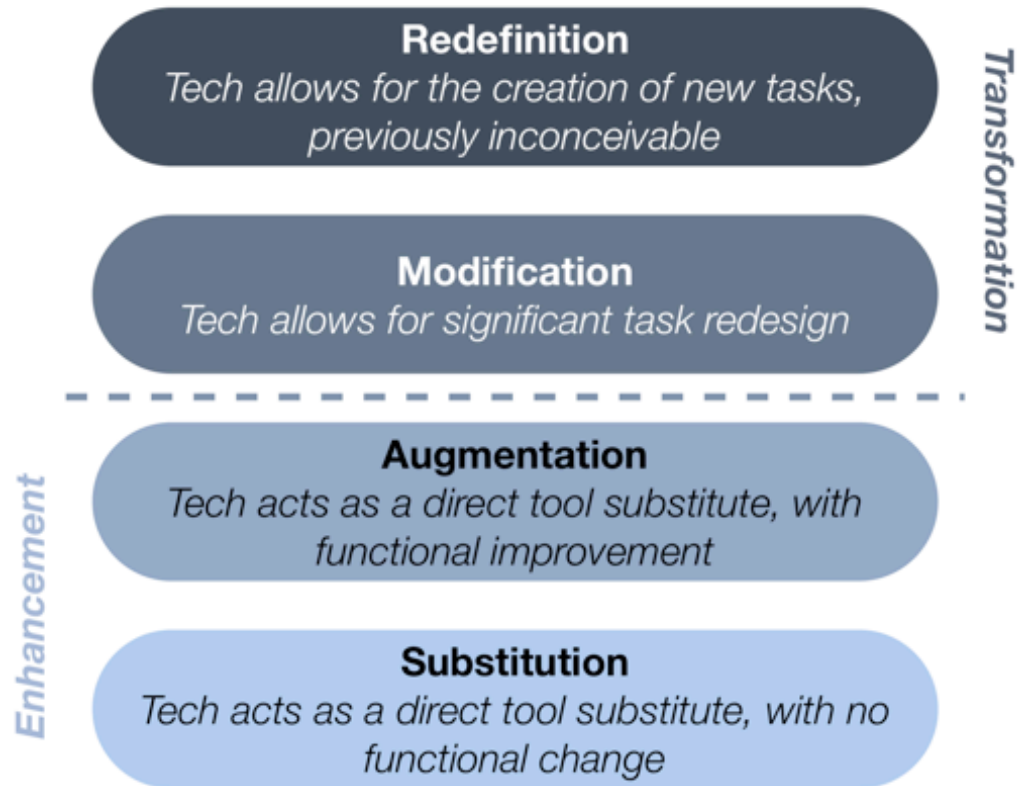 Redefinition
Tech allows for the creation of new tasks,
previously inconceivable
Transformation
Modification
Tech allows for significant task redesign
Augmentation
Tech acts as a direct tool substitute, with
functional improvement
Enhancement
Substitution
Tech acts as a direct tool substitute, with no
functional change